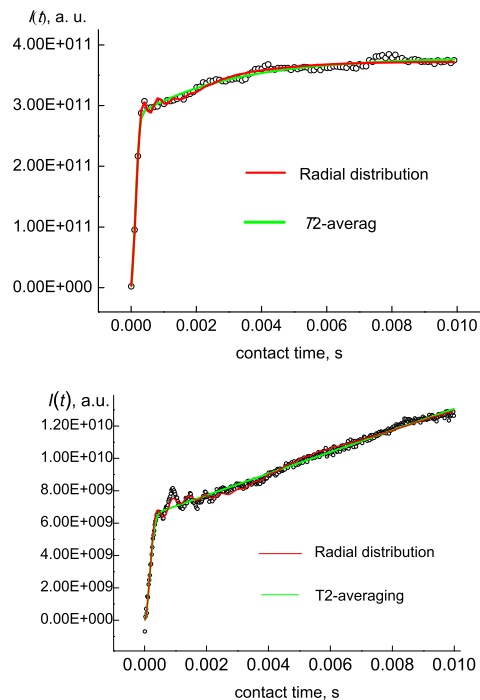 I(t), a. u.
4.00E+011
3.00E+011
2.00E+011
1.00E+011
0.00E+000
Radial distribution
T2-averag
0.000 0.002 0.004 0.006 0.008 0.010
contact time, s
I(t), a.u.
1.20E+010
1.00E+010
8.00E+009
6.00E+009
4.00E+009
2.00E+009
0.00E+000
Radial distribution
T2-averaging
0.000 0.002 0.004 0.006 0.008 0.010
contact time, s